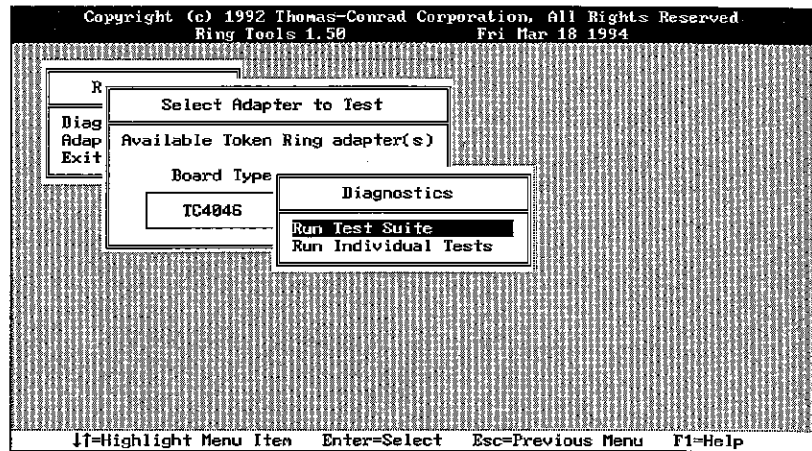 Copyright (c) 1992 Thomas-Conrad Corporation, All Rights Reserved
Ring Tools 1.50 Fri Mar 18 1994
R
Select Adapter to Test
Diag
Adap
Exit
Available Token Ring adapter(s)
Board Type
TC4046
Diagnostics
Run Test Suite
Run Individual Tests
↓↑=Highlight Menu Item Enter=Select Esc=Previous Menu F1=Help